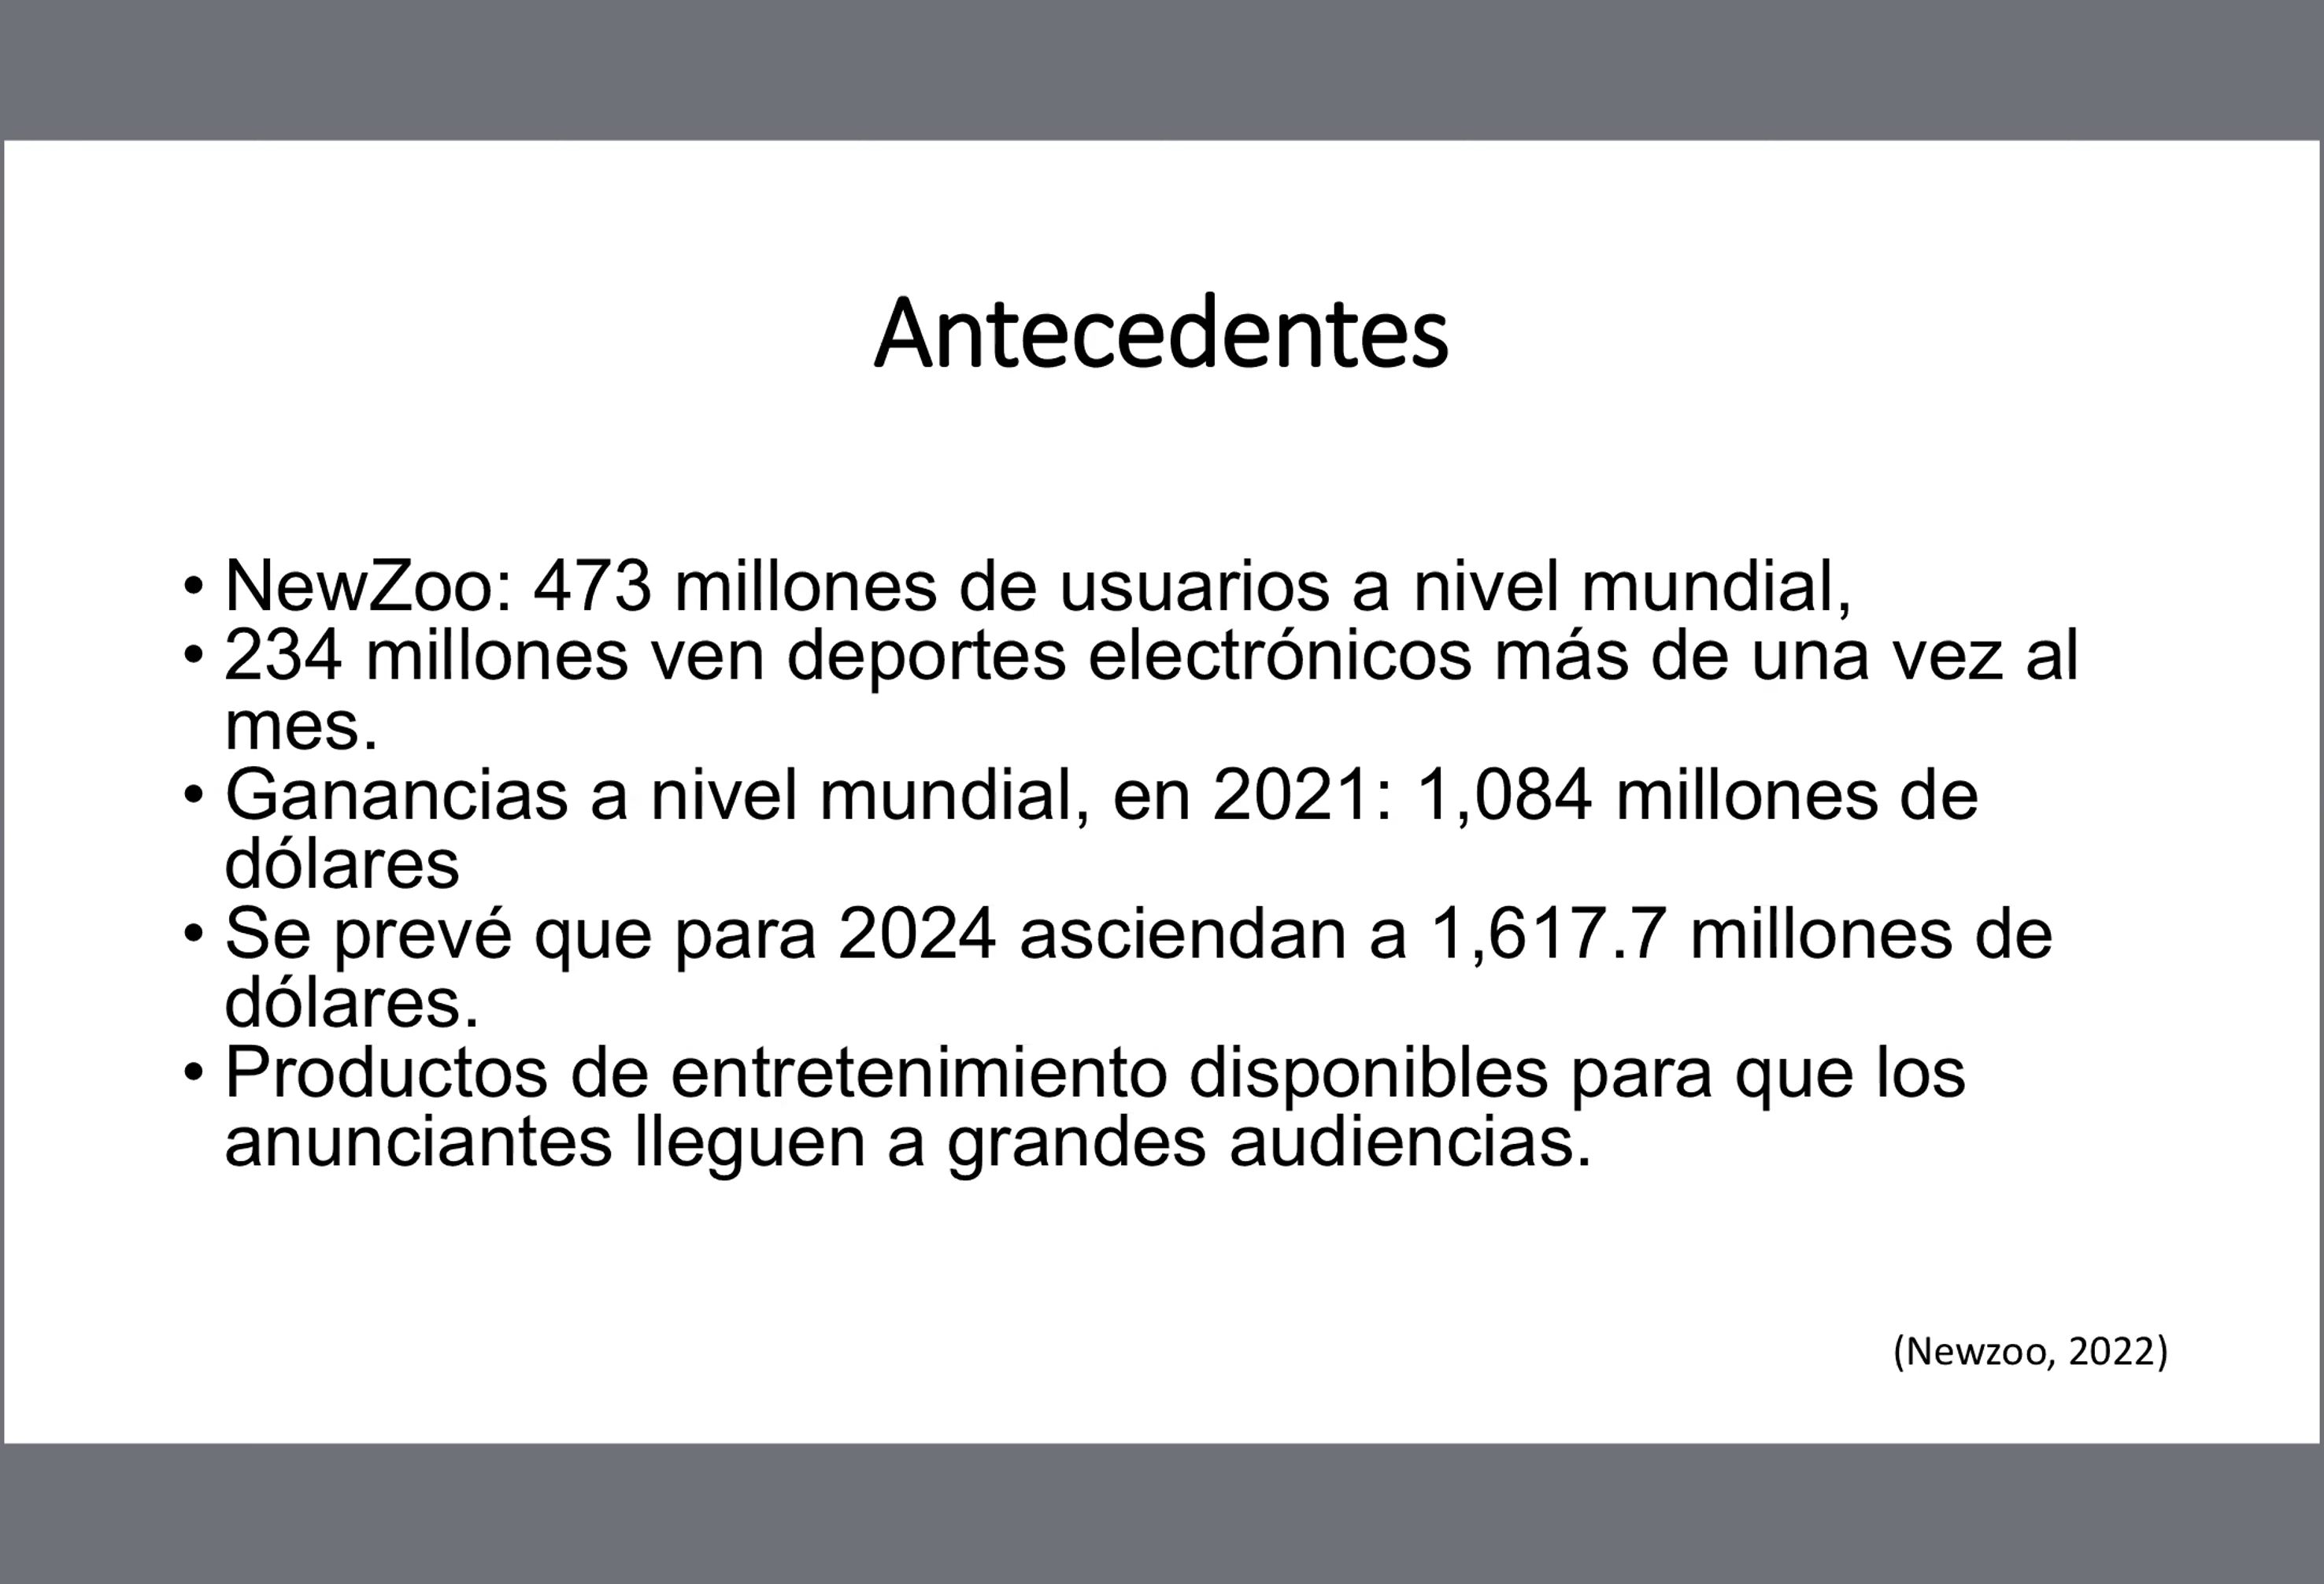 Antecedentes
• NewZoo: 473 millones de usuarios a nivel mundial,
• 234 millones ven deportes electrónicos más de una vez al
mes.
• Ganancias a nivel mundial, en 2021: 1,084 millones de
dólares
• Se prevé que para 2024 asciendan a 1,617.7 millones de
dólares.
• Productos de entretenimiento disponibles para que los
anunciantes lleguen a grandes audiencias.
(Newzoo, 2022)